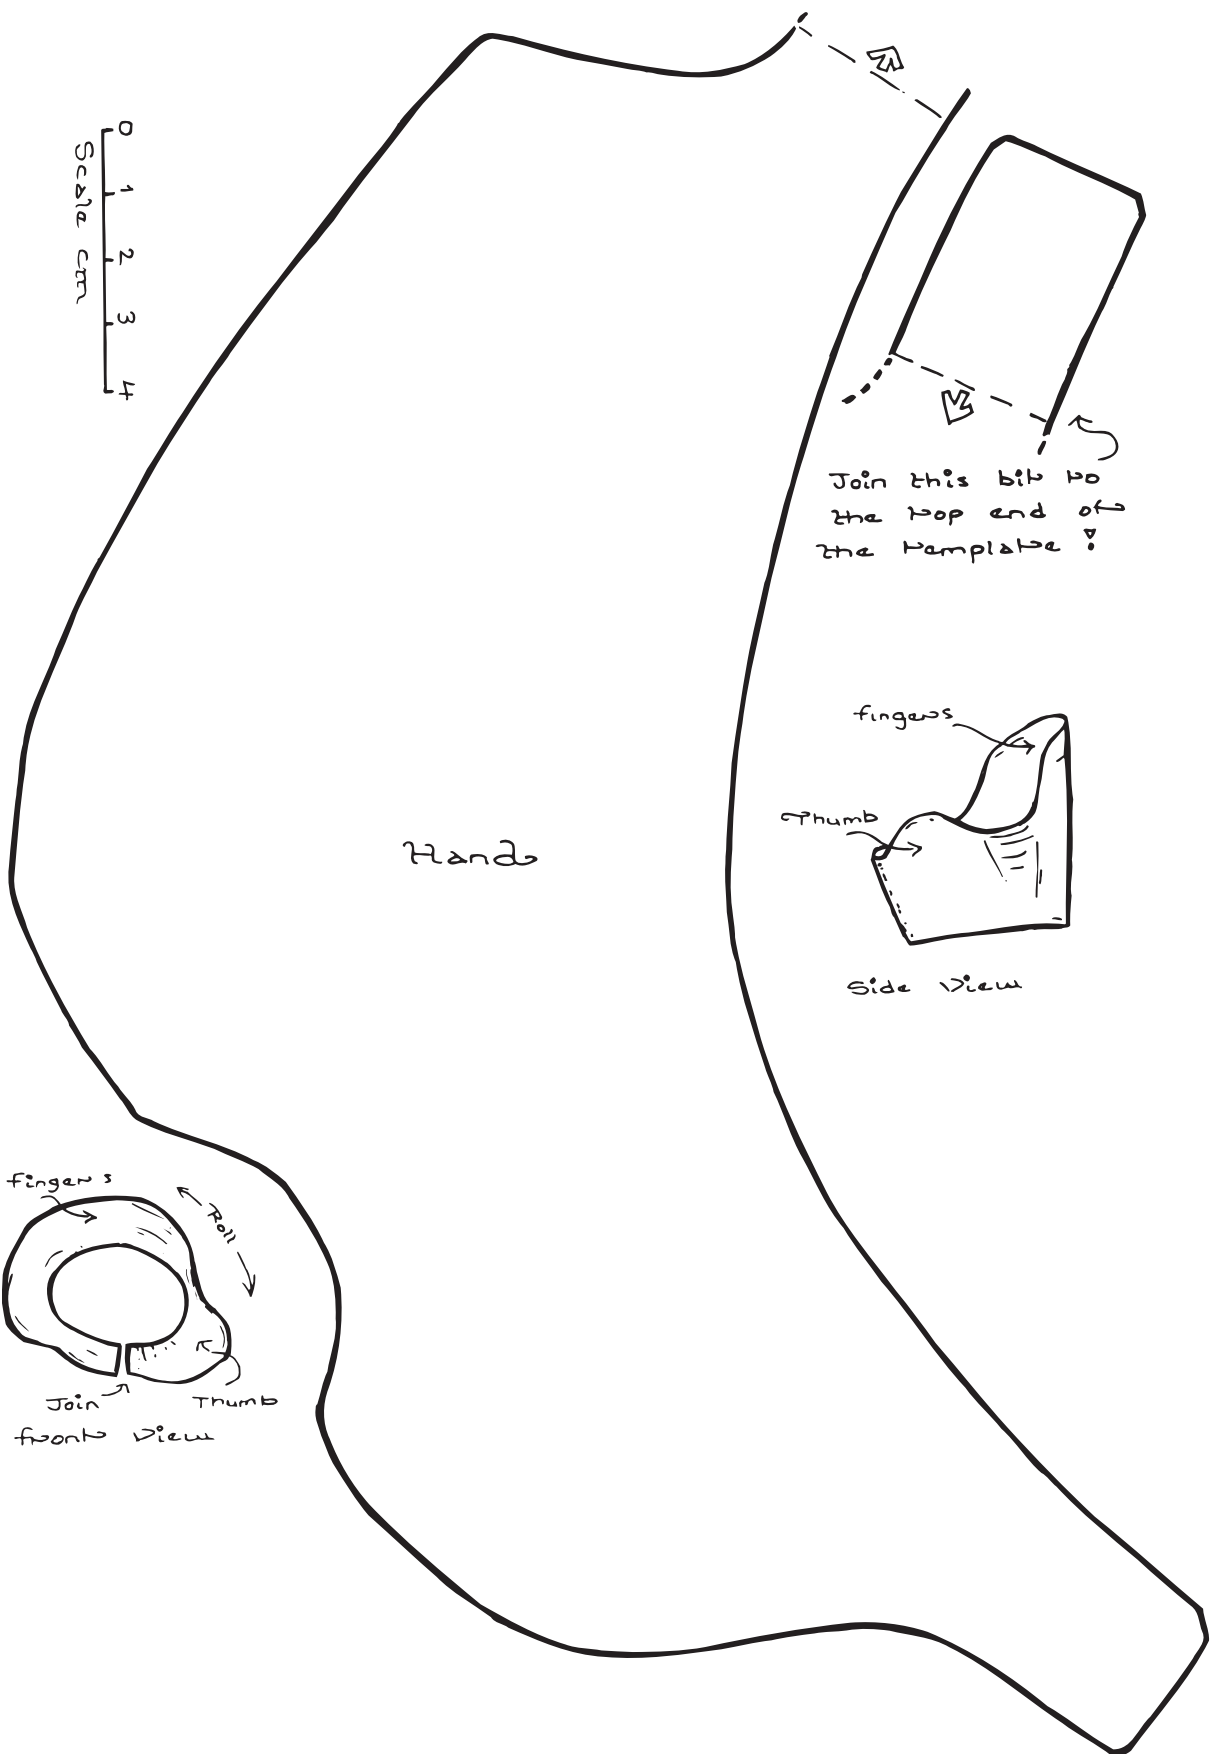 0
1
2
3
4
Scale cm
Join this bit to
the top end of
the template !
fingers
Thumb
Hand
Side View
fingers
Roll
Join
Thumb
front View